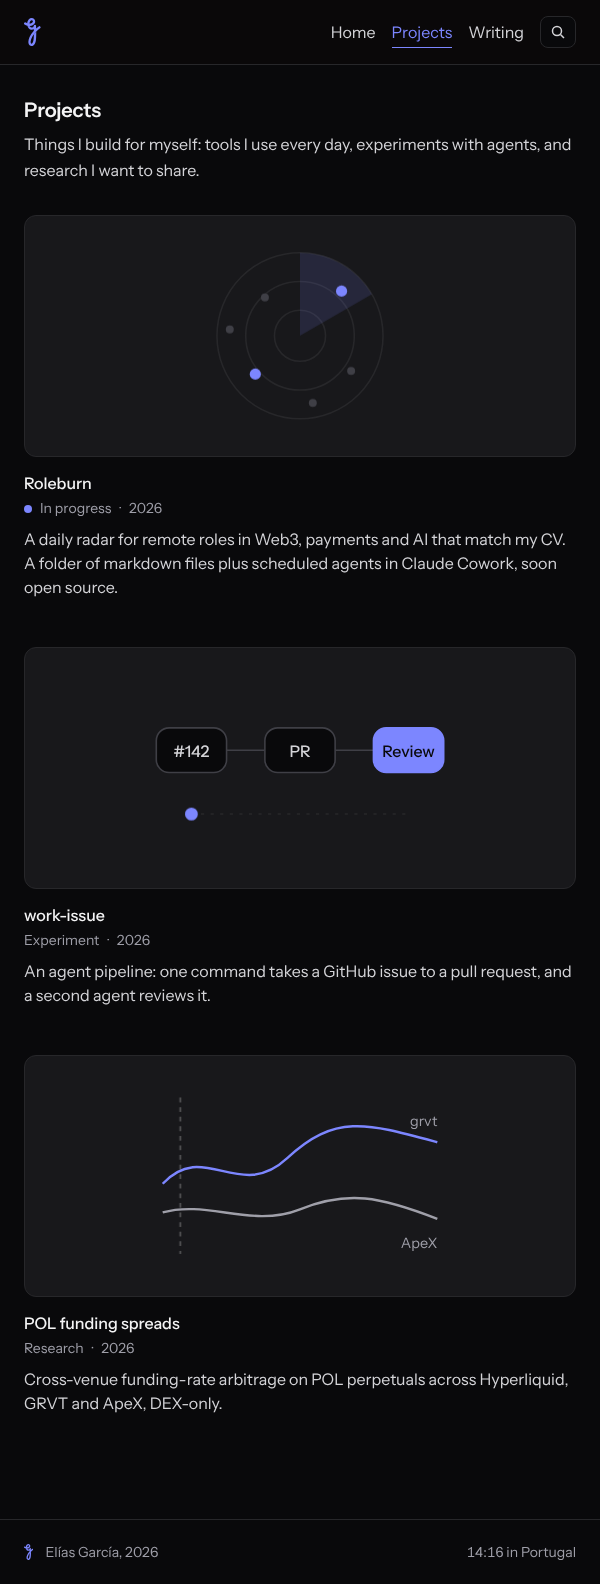 Home Projects Writing
Projects
Things I build for myself: tools I use every day, experiments with agents, and
research I want to share.
Roleburn
In progress · 2026
A daily radar for remote roles in Web3, payments and AI that match my CV.
A folder of markdown files plus scheduled agents in Claude Cowork, soon
open source.
#142 PR Review
work-issue
Experiment · 2026
An agent pipeline: one command takes a GitHub issue to a pull request, and
a second agent reviews it.
grvt
ApeX
POL funding spreads
Research · 2026
Cross-venue funding-rate arbitrage on POL perpetuals across Hyperliquid,
GRVT and ApeX, DEX-only.
Elías García, 2026
14:16 in Portugal